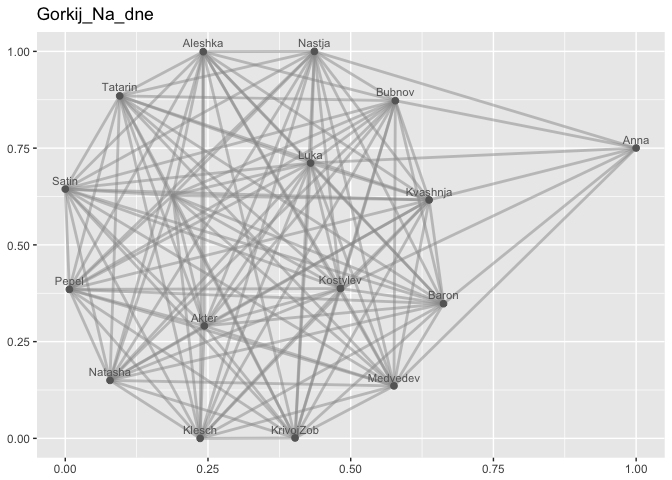 Gorkij_Na_dne
Aleshka
Nastja
1.00
Tatarin
Bubnov
Anna
0.75
Luka
Satin
Kvashnja
0.50
Pepel
Kostylev
Baron
0.25
Akter
Natasha
Medvedev
Klesch
KrivojZob
0.00
0.00 0.25 0.50 0.75 1.00